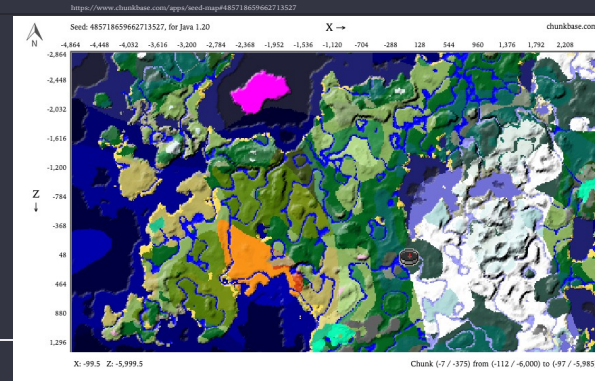 https://www.chunkbase.com/apps/seed-map#485718659662713527
Seed: 485718659662713527, for Java 1.20
X →
chunkbase.com
N
-4,864 -4,448 -4,032 -3,616 -3,200 -2,784 -2,368 -1,952 -1,536 -1,120 -704 -288 128 544 960 1,376 1,792 2,208
-2,864
-2,448
-2,032
-1,616
-1,200
-784
Z
↓
-368
48
464
880
1,296
X: -99.5 Z: -5,999.5
Chunk (-7 / -375) from (-112 / -6,000) to (-97 / -5,985)